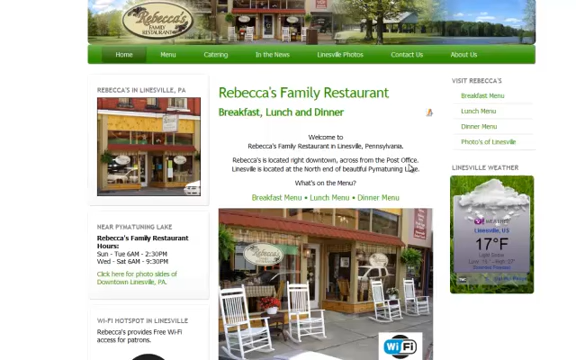 Rebecca's
FAMILY
RESTAURANT
Home
Menu
Catering
In the News
Linesville Photos
Contact Us
About Us
REBECCA'S IN LINESVILLE, PA
NEAR PYMATUNING LAKE
Rebecca's Family Restaurant
Hours:
Sun - Tue 6AM - 2:30PM
Wed - Sat 6AM - 9:30PM
Click here for photo slides of
Downtown Linesville, PA.
WI-FI HOTSPOT IN LINESVILLE
Rebecca's provides Free Wi-Fi
access for patrons.
Rebecca's Family Restaurant
Breakfast, Lunch and Dinner
Welcome to
Rebecca's Family Restaurant in Linesville, Pennsylvania.
Rebecca's is located right downtown, across from the Post Office.
Linesville is located at the North end of beautiful Pymatuning Lake.
What's on the Menu?
Breakfast Menu • Lunch Menu • Dinner Menu
Wi Fi
VISIT REBECCA'S
Breakfast Menu
Lunch Menu
Dinner Menu
Photo's of Linesville
LINESVILLE WEATHER
Linesville, US
17°F